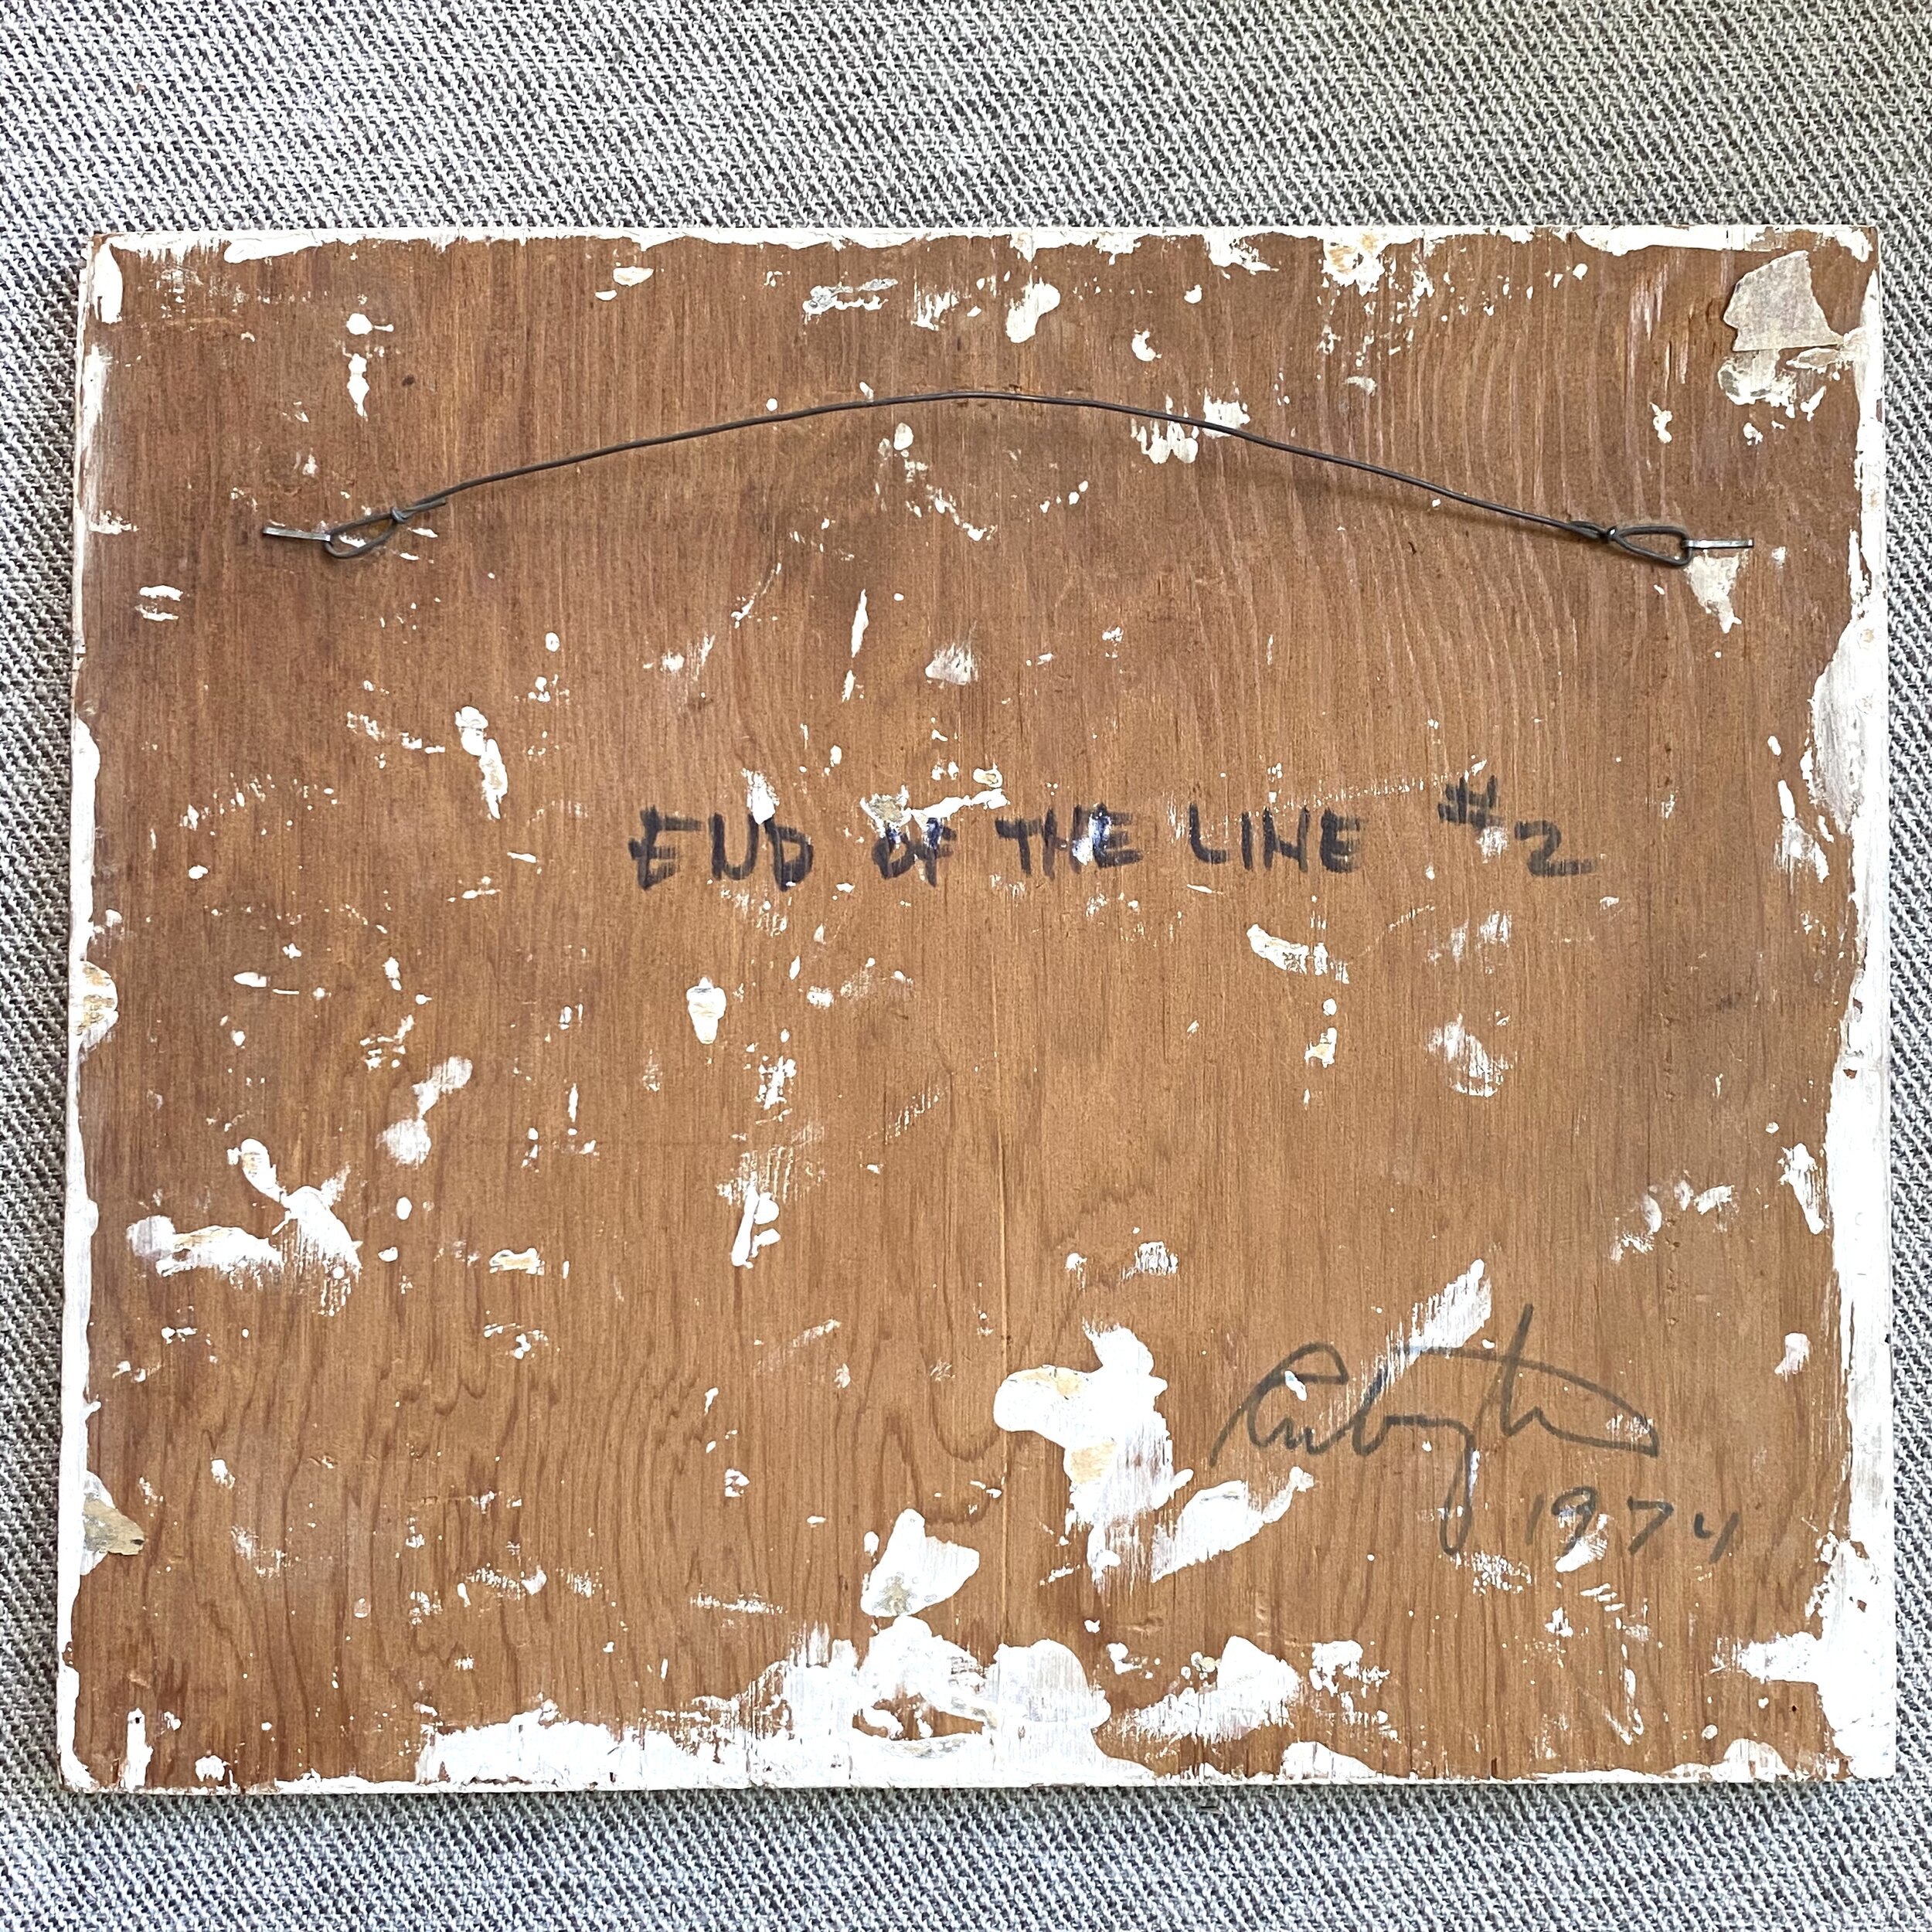 END OF THE LINE #2
1974